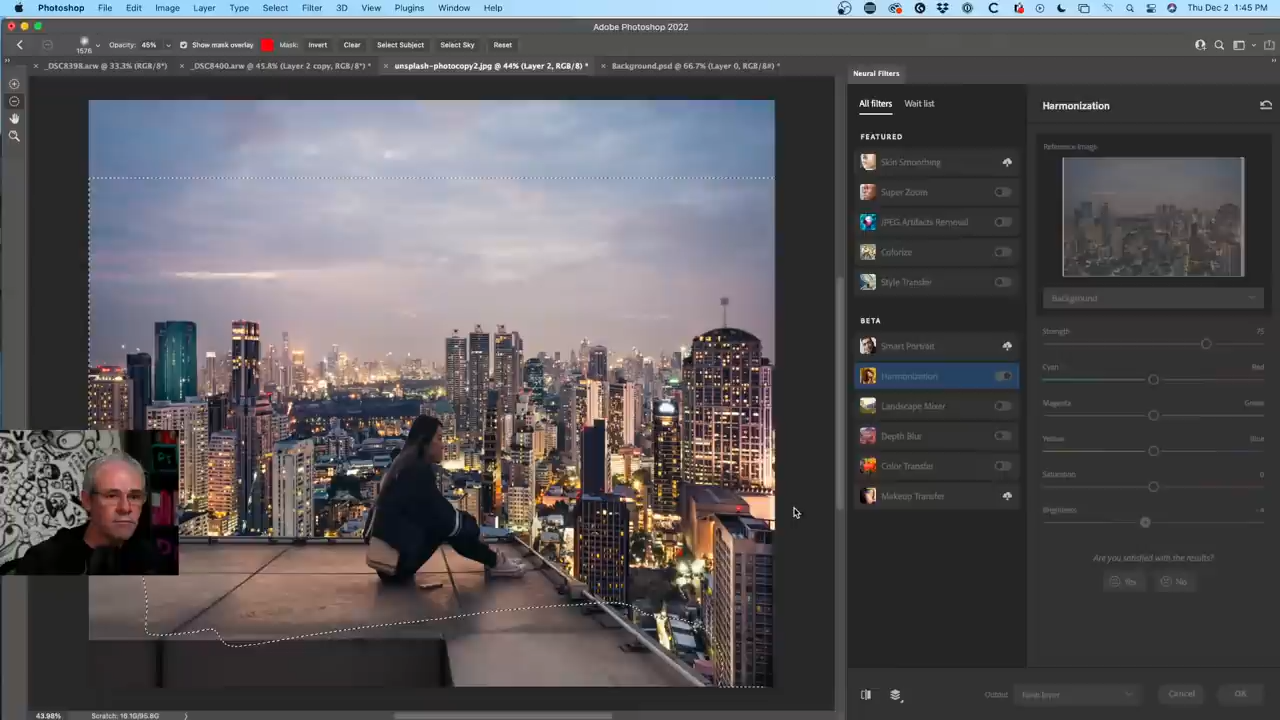 Photoshop File Edit Image Layer Type Select Filter 3D View Plugins Window Help Thu Dec 2 1:45 PM
Adobe Photoshop 2022
1576 Opacity: 45% Show mask overlay Mask: Invert Clear Select Subject Select Sky Reset
_DSC8398.arw @ 33.3% (RGB/8*) _DSC8400.arw @ 45.8% (Layer 2 copy, RGB/8*) * unsplash-photocopy2.jpg @ 44% (Layer 2, RGB/8) * Background.psd @ 66.7% (Layer 0, RGB/8#) *
Neural Filters
All filters Wait list
Harmonization
FEATURED
Reference Image
Skin Smoothing
Super Zoom
JPEG Artifacts Removal
Colorize
Style Transfer
Background
BETA
Strength 75
Smart Portrait
Cyan Red
Harmonization
Landscape Mixer
Magenta Green
Depth Blur
Yellow Blue
Color Transfer
Saturation 0
Makeup Transfer
Brightness
Are you satisfied with the results?
Yes No
Output New layer Cancel OK
43.98%